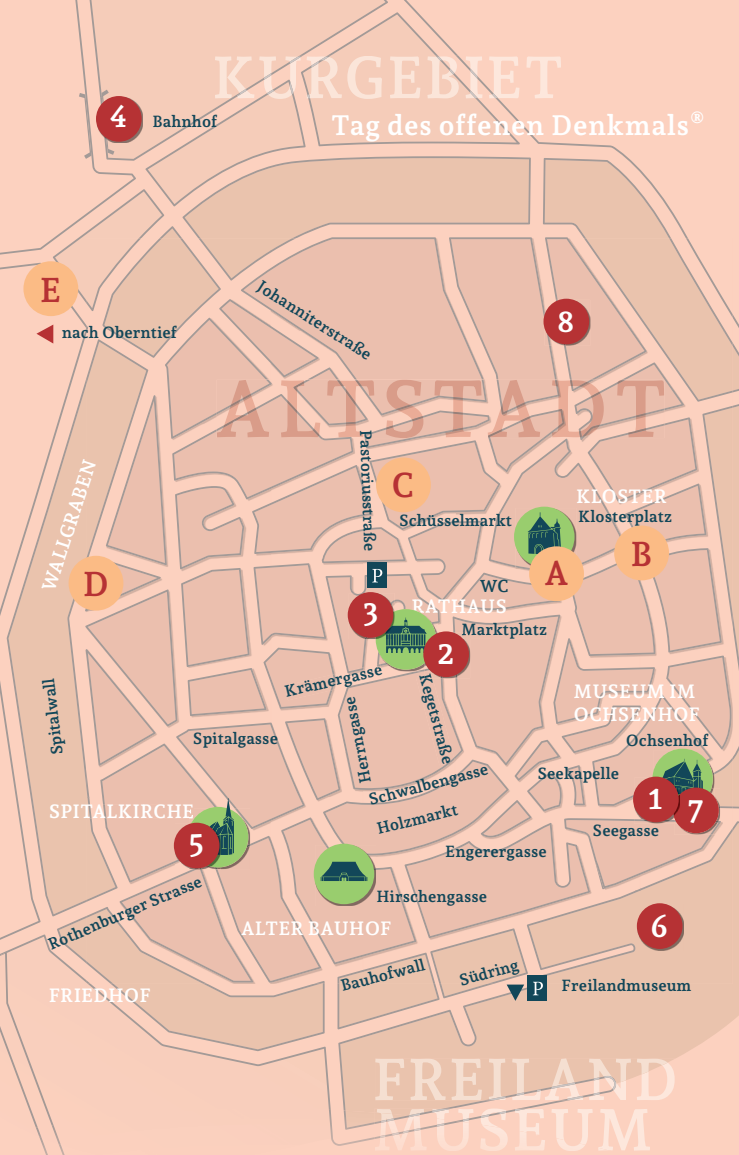 KURGEBIET
4
Bahnhof
Tag des offenen Denkmals®
E
nach Oberntief
Johanniterstraße
8
ALTSTADT
WALLGRABEN
Pastoriusstraße
C
Schüsselmarkt
KLOSTER
Klosterplatz
B
D
A
P
WC
3
RATHAUS
Marktplatz
2
Krämergasse
Kegetstraße
Herrngasse
Spitalwall
Spitalgasse
MUSEUM IM
OCHSENHOF
Ochsenhof
Schwalbengasse
Seekapelle
1
7
SPITALKIRCHE
Holzmarkt
Seegasse
5
Engerergasse
Hirschengasse
Rothenburger Strasse
ALTER BAUHOF
6
Bauhofwall
Südring
P
Freilandmuseum
FRIEDHOF
FREILAND
MUSEUM